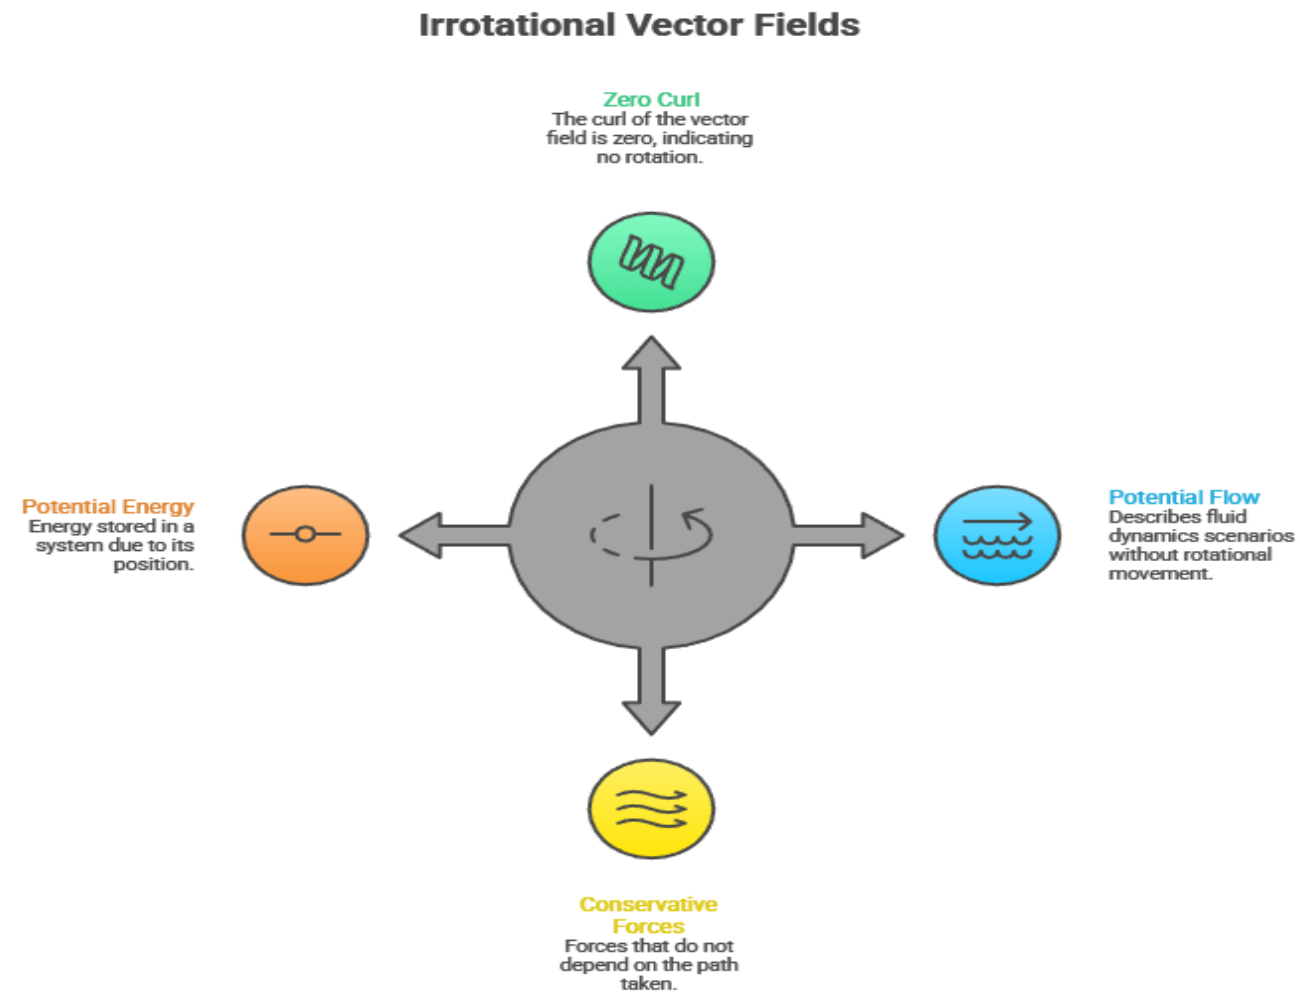 Irrotational Vector Fields
Zero Curl
The curl of the vector
field is zero, indicating
no rotation.
Potential Energy
Energy stored in a
system due to its
position.
Potential Flow
Describes fluid
dynamics scenarios
without rotational
movement.
Conservative
Forces
Forces that do not
depend on the path
taken.